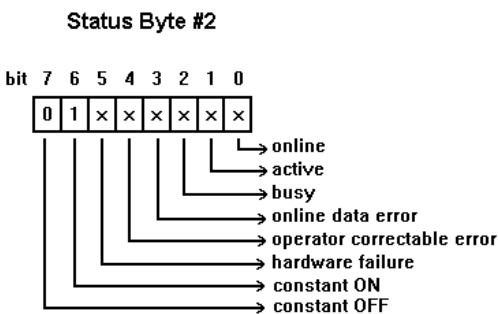 Status Byte #2
bit 7 6 5 4 3 2 1 0
0 1 x x x x x x
online
active
busy
online data error
operator correctable error
hardware failure
constant ON
constant OFF